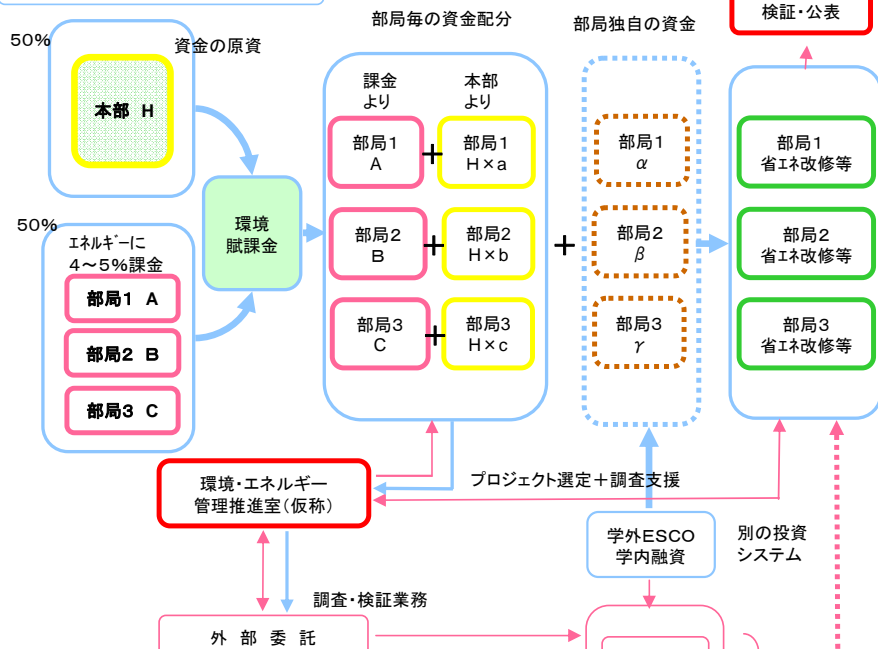 検証・公表
部局毎の資金配分
部局独自の資金
50%
資金の原資
本部 H
課金
より
本部
より
部局1
A
+
部局1
H×a
部局1
α
部局1
省エネ改修等
環境
賦課金
50%
エネルギーに
4～5%課金
部局1 A
部局2 B
部局3 C
部局2
B
+
部局2
H×b
+
部局2
β
部局2
省エネ改修等
部局3
C
+
部局3
H×c
部局3
γ
部局3
省エネ改修等
環境・エネルギー
管理推進室(仮称)
プロジェクト選定+調査支援
学外ESCO
学内融資
別の投資
システム
調査・検証業務
外 部 委 託